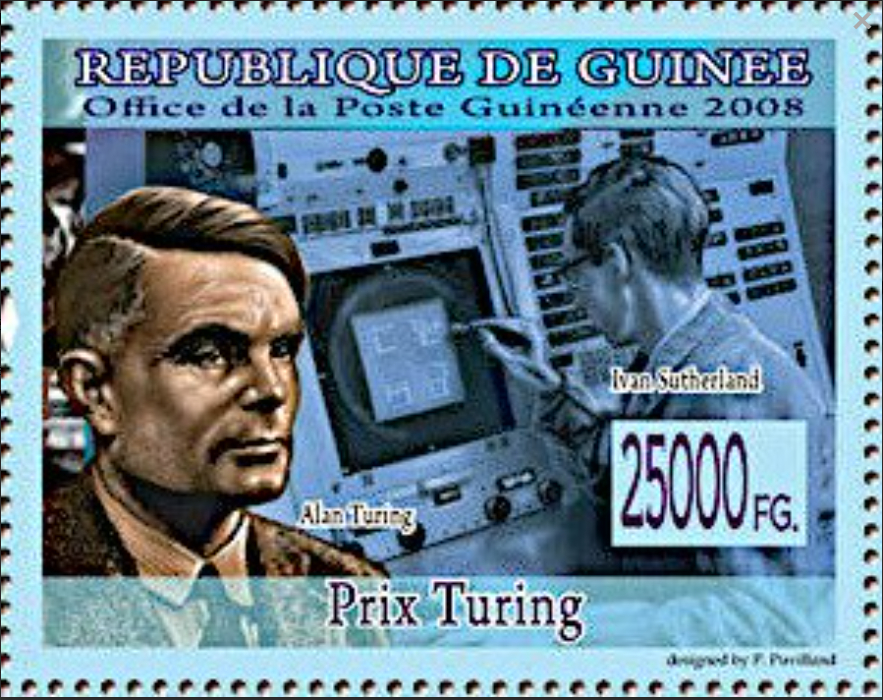 REPUBLIQUE DE GUINEE
Office de la Poste Guinéenne 2008
Ivan Sutherland
25000 FG.
Alan Turing
Prix Turing
designed by F.